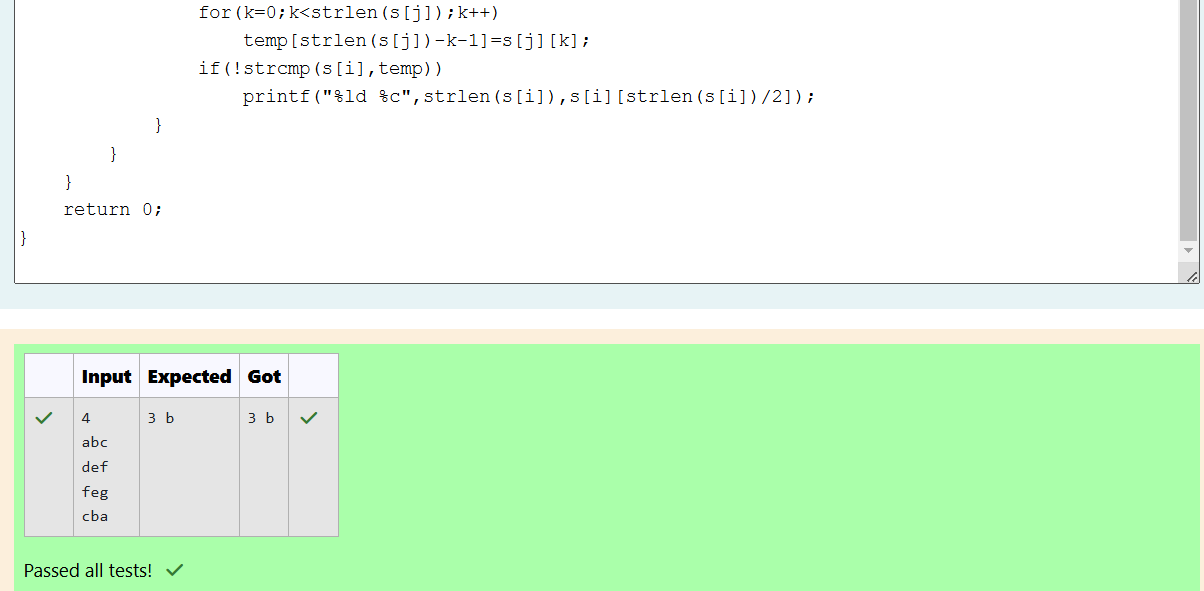 for(k=0;k<strlen(s[j]);k++)
temp[strlen(s[j])-k-1]=s[j][k];
if(!strcmp(s[i],temp))
printf("%ld %c",strlen(s[i]),s[i][strlen(s[i])/2]);
}
}
}
return 0;
}
Input Expected Got
4 3 b 3 b
abc
def
feg
cba
Passed all tests!